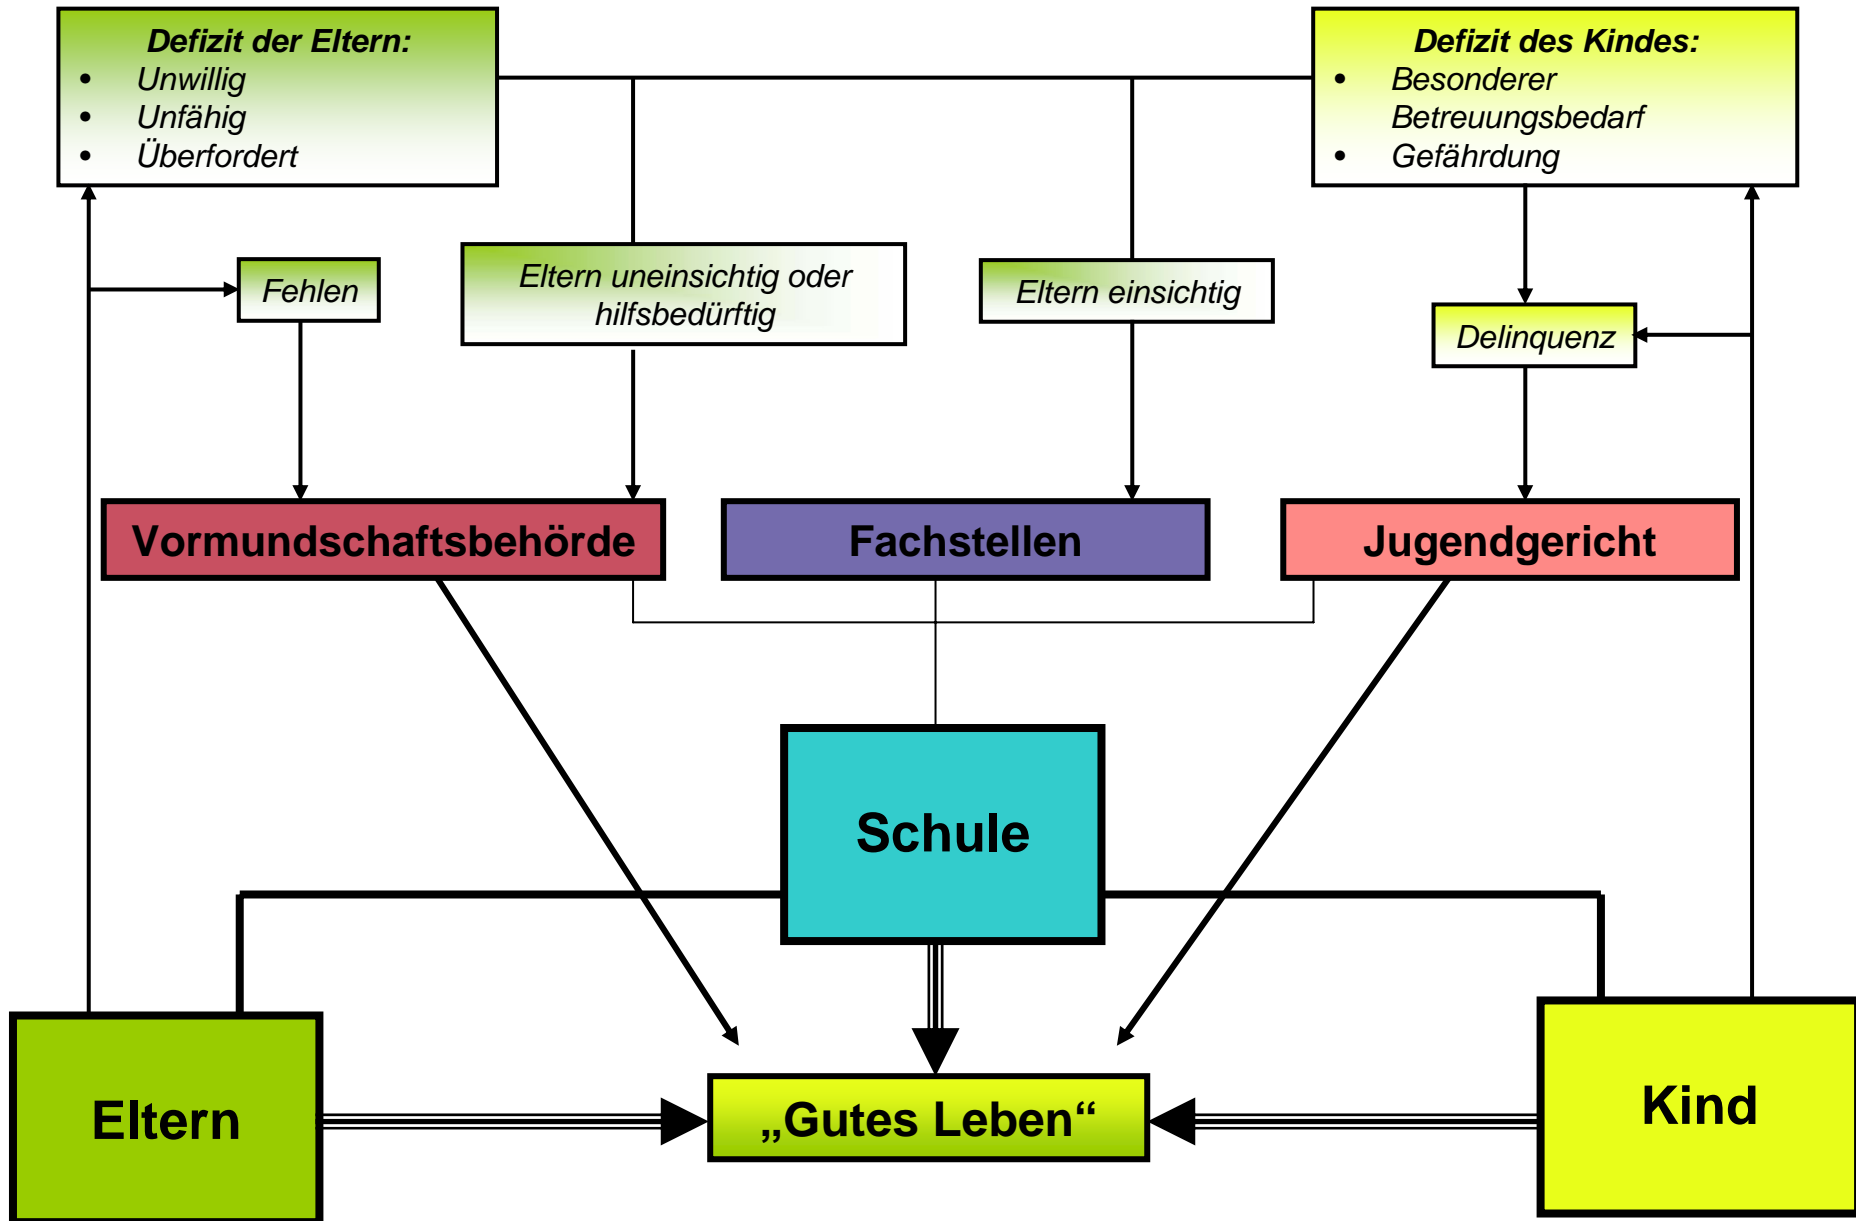 Defizit der Eltern:
• Unwillig
• Unfähig
• Überfordert
Defizit des Kindes:
• Besonderer
Betreuungsbedarf
• Gefährdung
Fehlen
Eltern uneinsichtig oder
hilfsbedürftig
Eltern einsichtig
Delinquenz
Vormundschaftsbehörde
Fachstellen
Jugendgericht
Schule
Eltern
„Gutes Leben“
Kind